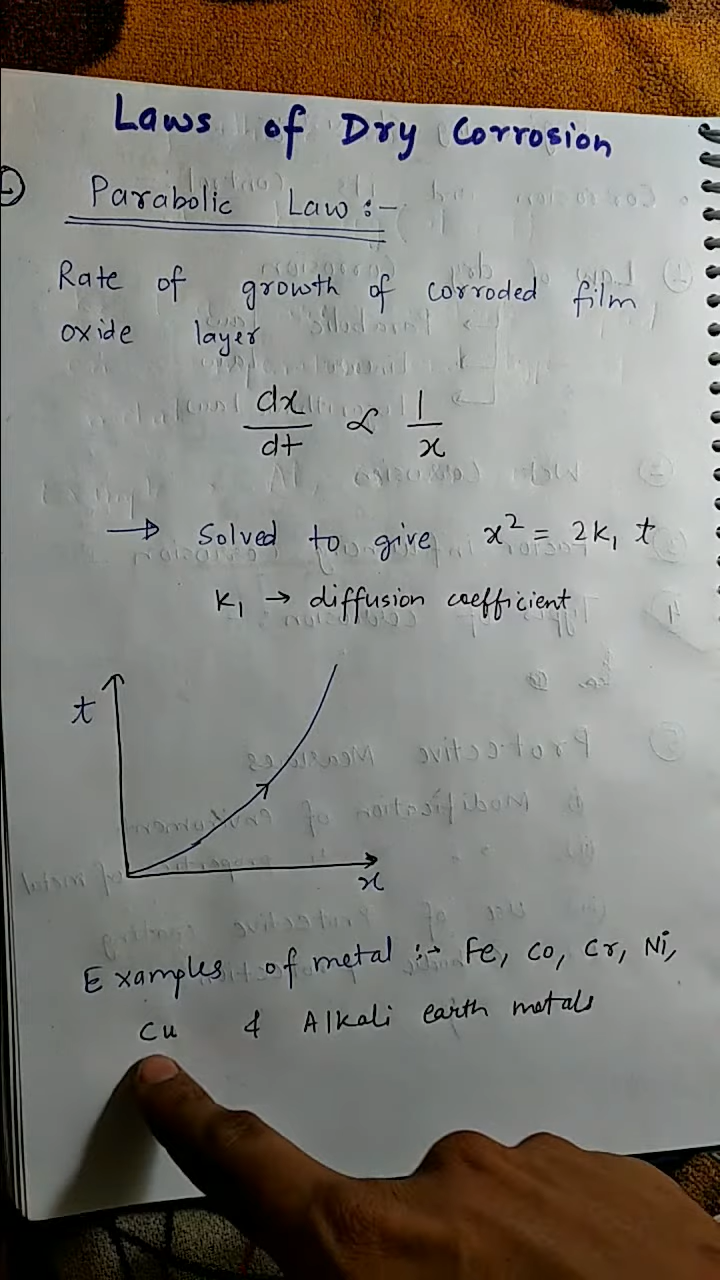 Laws of Dry Corrosion
Parabolic Law :-
Rate of growth of corroded film
oxide layer
dx/dt ∝ 1/x
→ Solved to give x² = 2k₁ t
k₁ → diffusion coefficient
t
x
Examples of metal :- Fe, Co, Cr, Ni,
Cu & Alkali earth metals